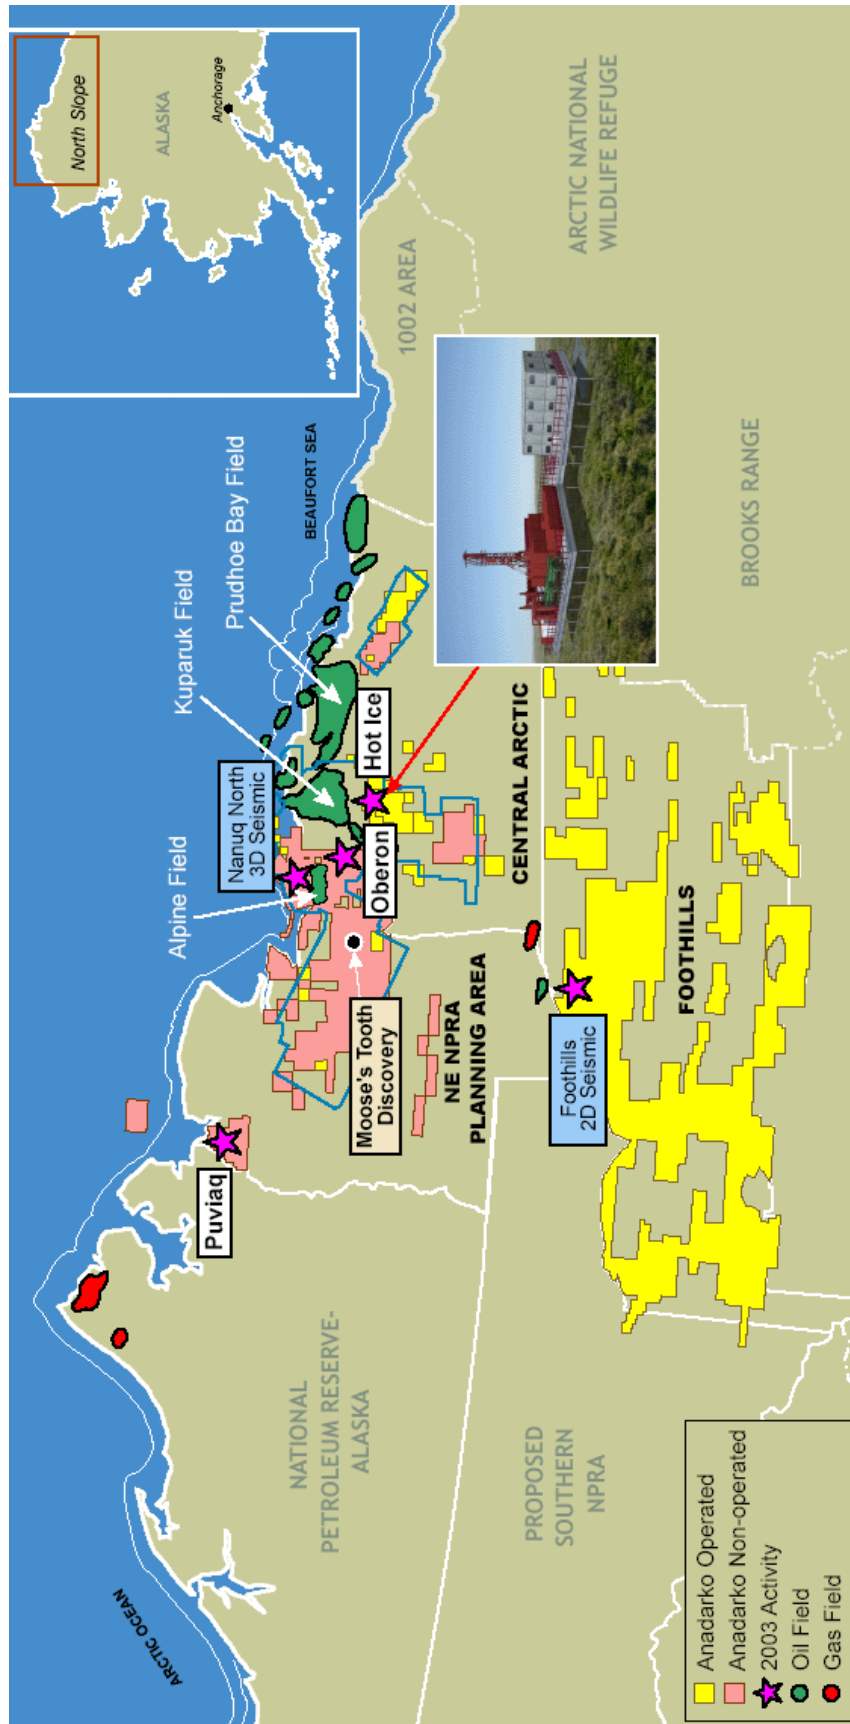 North Slope
ALASKA
Anchorage
ARCTIC OCEAN
BEAUFORT SEA
Alpine Field
Kuparuk Field
Prudhoe Bay Field
Nanuq North
3D Seismic
Puviaq
Oberon
Hot Ice
Moose's Tooth
Discovery
1002 AREA
ARCTIC NATIONAL
WILDLIFE REFUGE
NATIONAL
PETROLEUM RESERVE-
ALASKA
NE NPRA
PLANNING AREA
CENTRAL ARCTIC
Foothills
2D Seismic
FOOTHILLS
PROPOSED
SOUTHERN
NPRA
BROOKS RANGE
Anadarko Operated
Anadarko Non-operated
2003 Activity
Oil Field
Gas Field